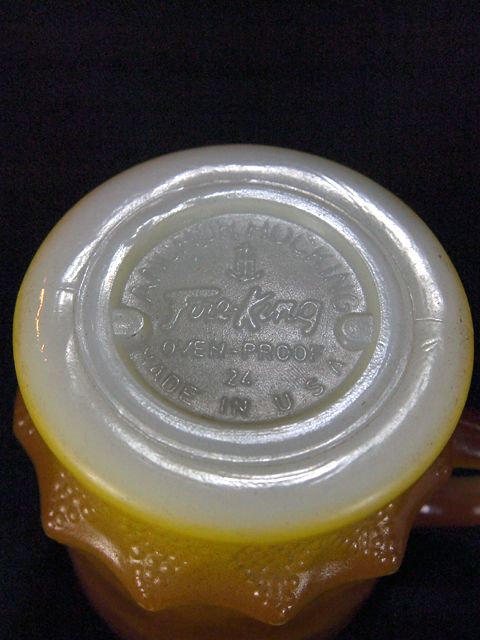 ANCHOR HOCKING
Fire-King
OVEN-PROOF
24
MADE IN U S A